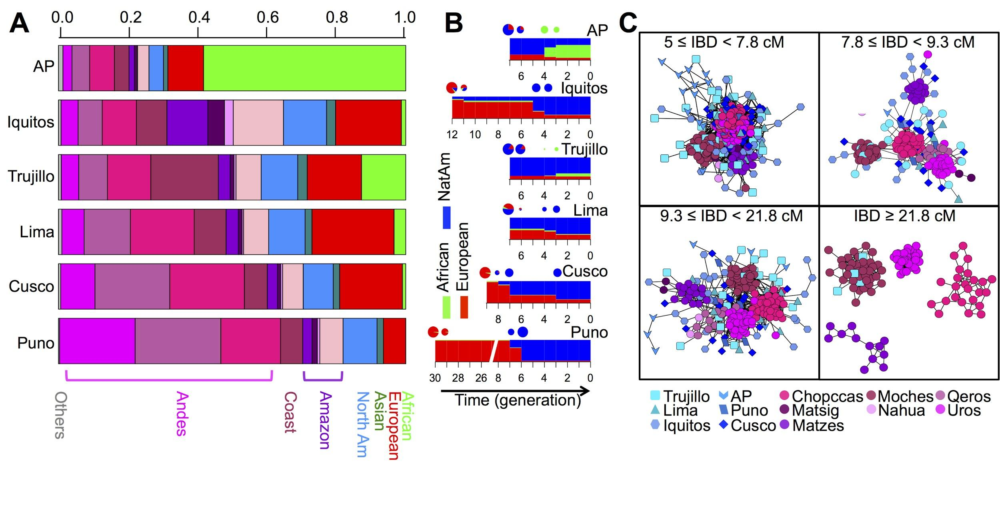 A
0.0 0.2 0.4 0.6 0.8 1.0
AP
Iquitos
Trujillo
Lima
Cusco
Puno
Others
Andes
Coast
Amazon
North Am
Asian
European
African
B
AP
6 4 2 0
Iquitos
12 10 8 6 4 2 0
Trujillo
6 4 2 0
Lima
6 4 2 0
Cusco
8 6 4 2 0
Puno
30 28 26 8 6 4 2 0
Time (generation)
NatAm
African
European
C
5 ≤ IBD < 7.8 cM
7.8 ≤ IBD < 9.3 cM
9.3 ≤ IBD < 21.8 cM
IBD ≥ 21.8 cM
Trujillo AP Chopccas Moches Qeros
Lima Puno Matsig Nahua Uros
Iquitos Cusco Matzes